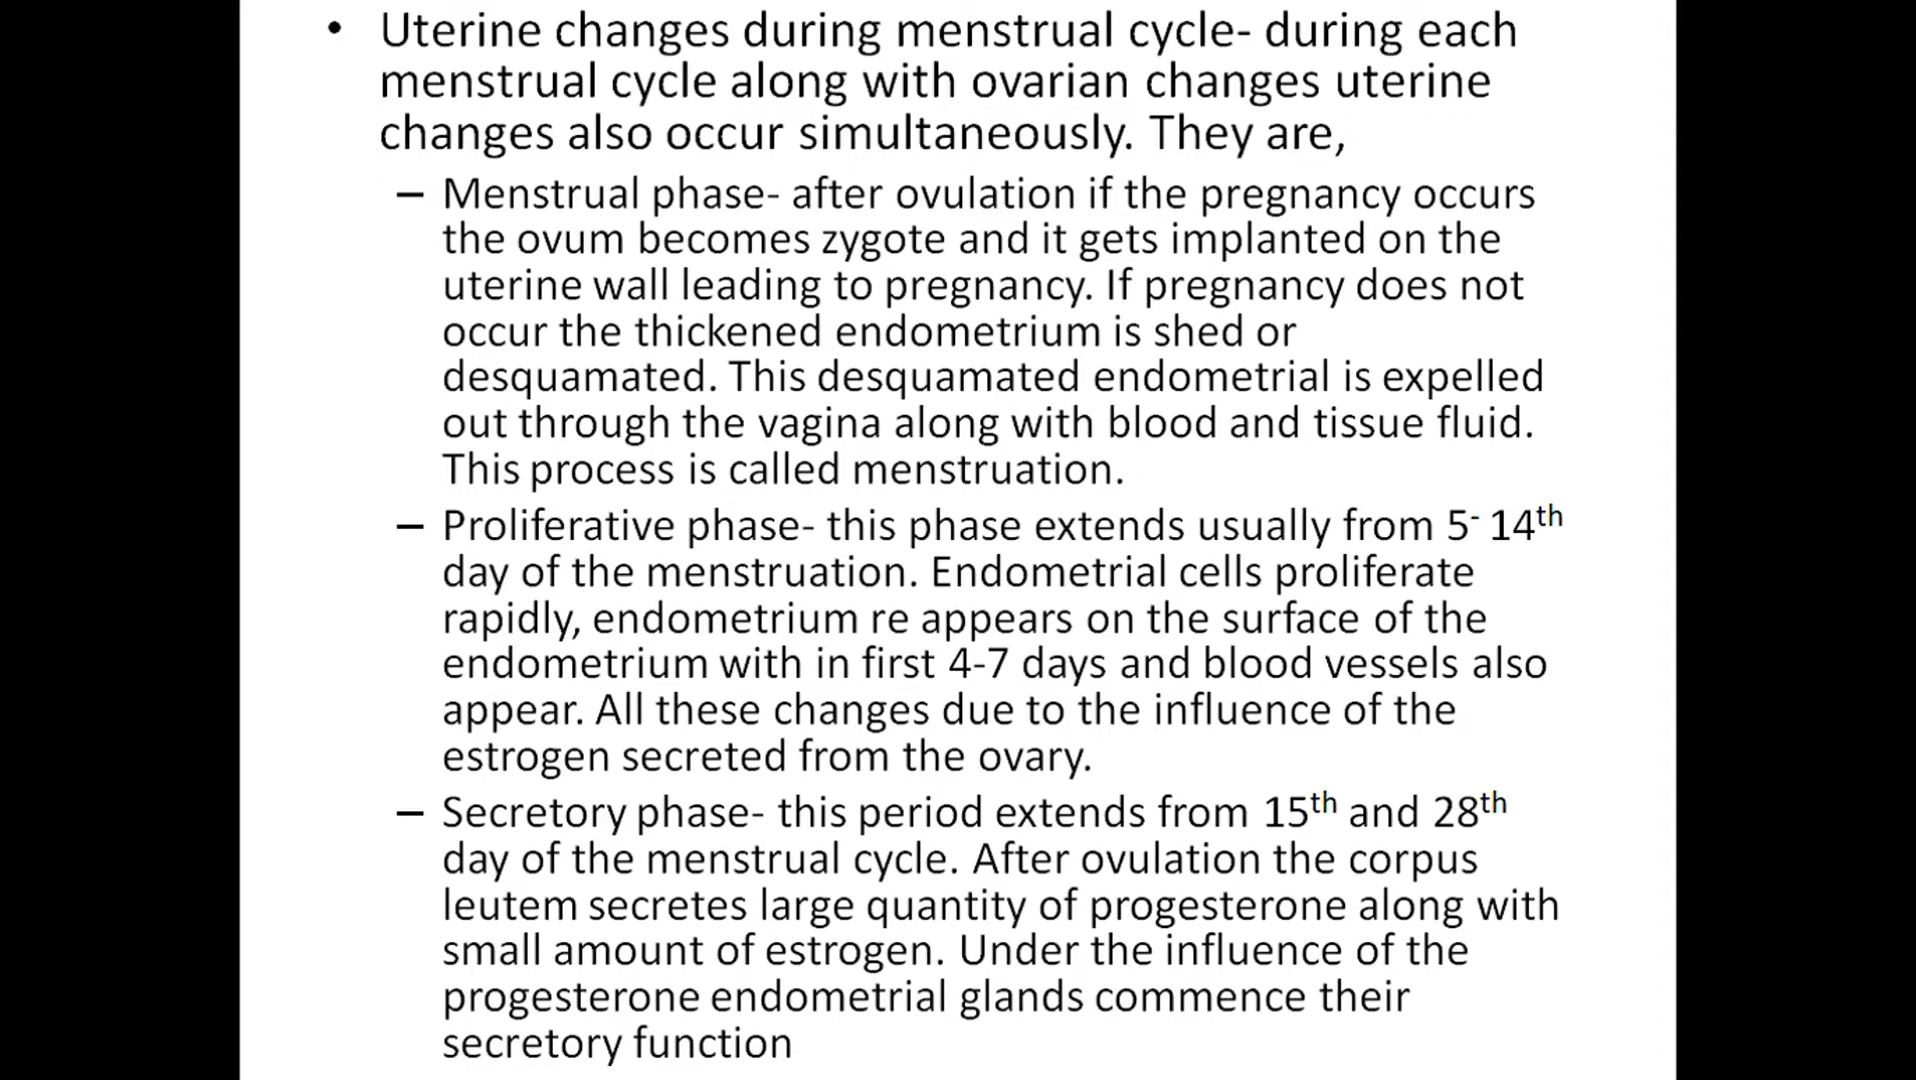 • Uterine changes during menstrual cycle- during each
menstrual cycle along with ovarian changes uterine
changes also occur simultaneously. They are,
– Menstrual phase- after ovulation if the pregnancy occurs
the ovum becomes zygote and it gets implanted on the
uterine wall leading to pregnancy. If pregnancy does not
occur the thickened endometrium is shed or
desquamated. This desquamated endometrial is expelled
out through the vagina along with blood and tissue fluid.
This process is called menstruation.
– Proliferative phase- this phase extends usually from 5- 14th
day of the menstruation. Endometrial cells proliferate
rapidly, endometrium re appears on the surface of the
endometrium with in first 4-7 days and blood vessels also
appear. All these changes due to the influence of the
estrogen secreted from the ovary.
– Secretory phase- this period extends from 15th and 28th
day of the menstrual cycle. After ovulation the corpus
leutem secretes large quantity of progesterone along with
small amount of estrogen. Under the influence of the
progesterone endometrial glands commence their
secretory function